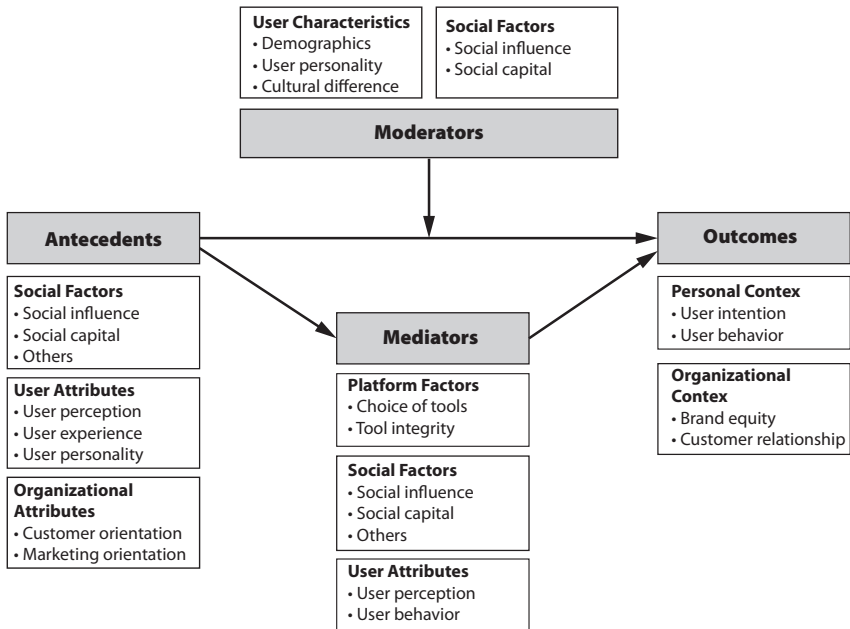 User Characteristics
• Demographics
• User personality
• Cultural difference
Social Factors
• Social influence
• Social capital
Moderators
Antecedents
Outcomes
Social Factors
• Social influence
• Social capital
• Others
User Attributes
• User perception
• User experience
• User personality
Organizational
Attributes
• Customer orientation
• Marketing orientation
Mediators
Platform Factors
• Choice of tools
• Tool integrity
Social Factors
• Social influence
• Social capital
• Others
User Attributes
• User perception
• User behavior
Personal Contex
• User intention
• User behavior
Organizational
Contex
• Brand equity
• Customer relationship